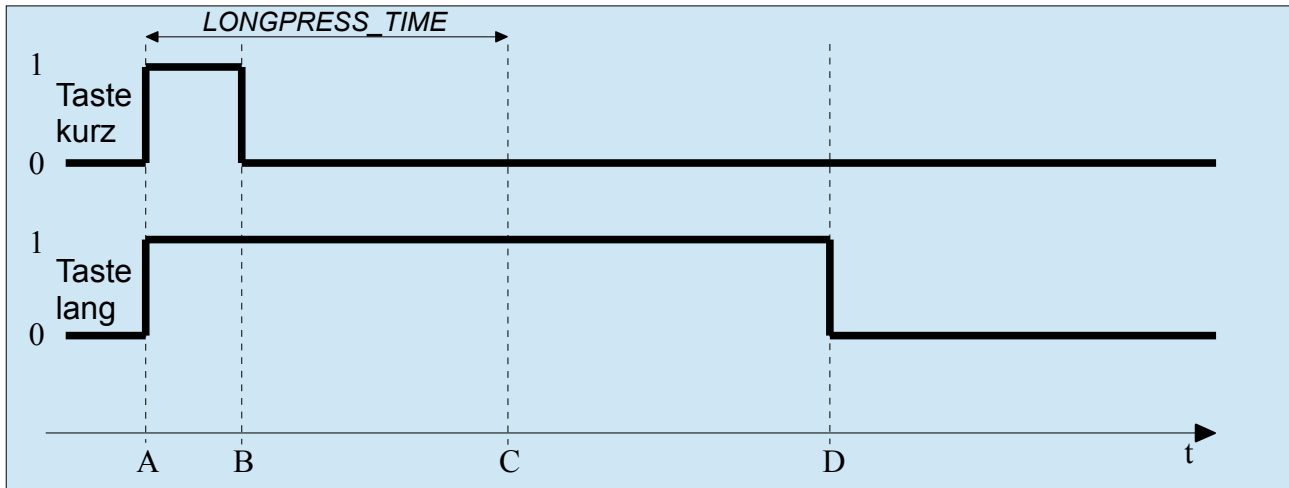 LONGPRESS_TIME
1
Taste
kurz
0
1
Taste
lang
0
A B C D t